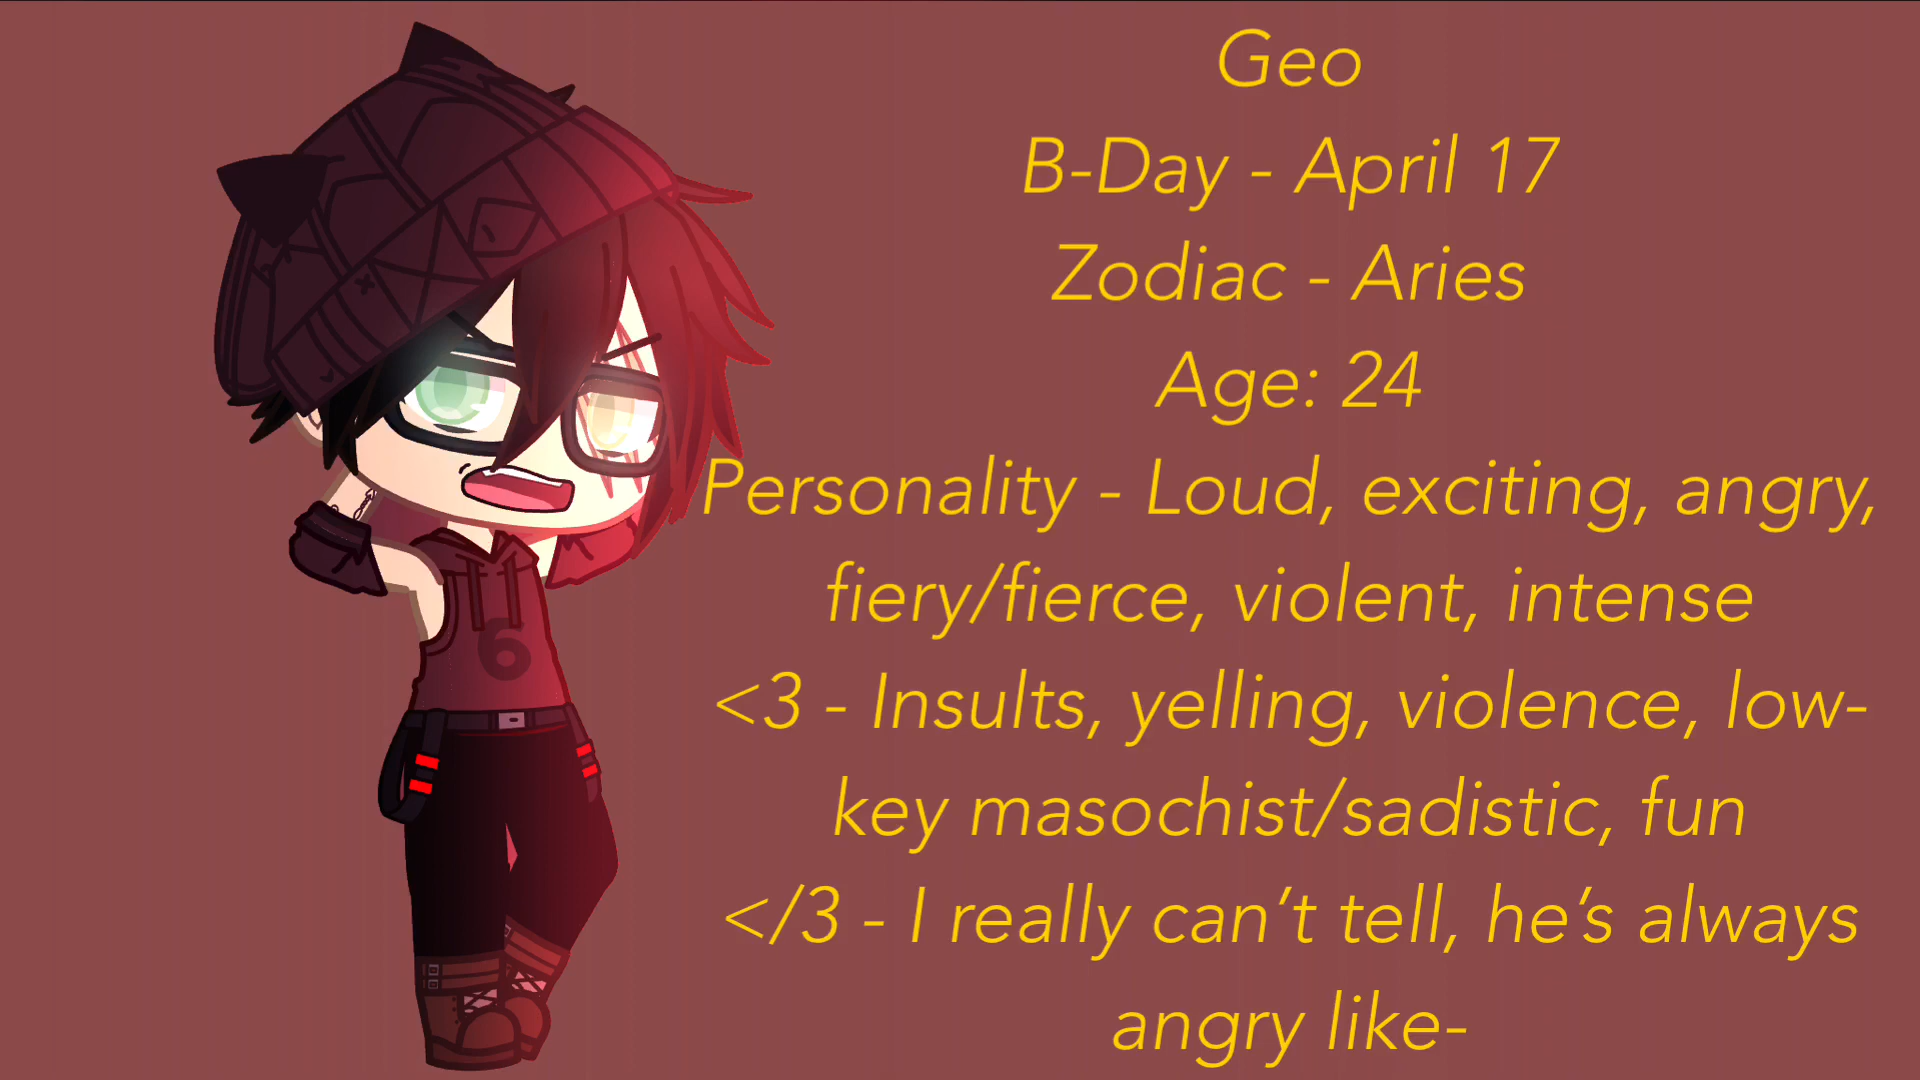 Geo
B-Day - April 17
Zodiac - Aries
Age: 24
Personality - Loud, exciting, angry,
fiery/fierce, violent, intense
<3 - Insults, yelling, violence, low-
key masochist/sadistic, fun
</3 - I really can’t tell, he’s always
angry like-
6